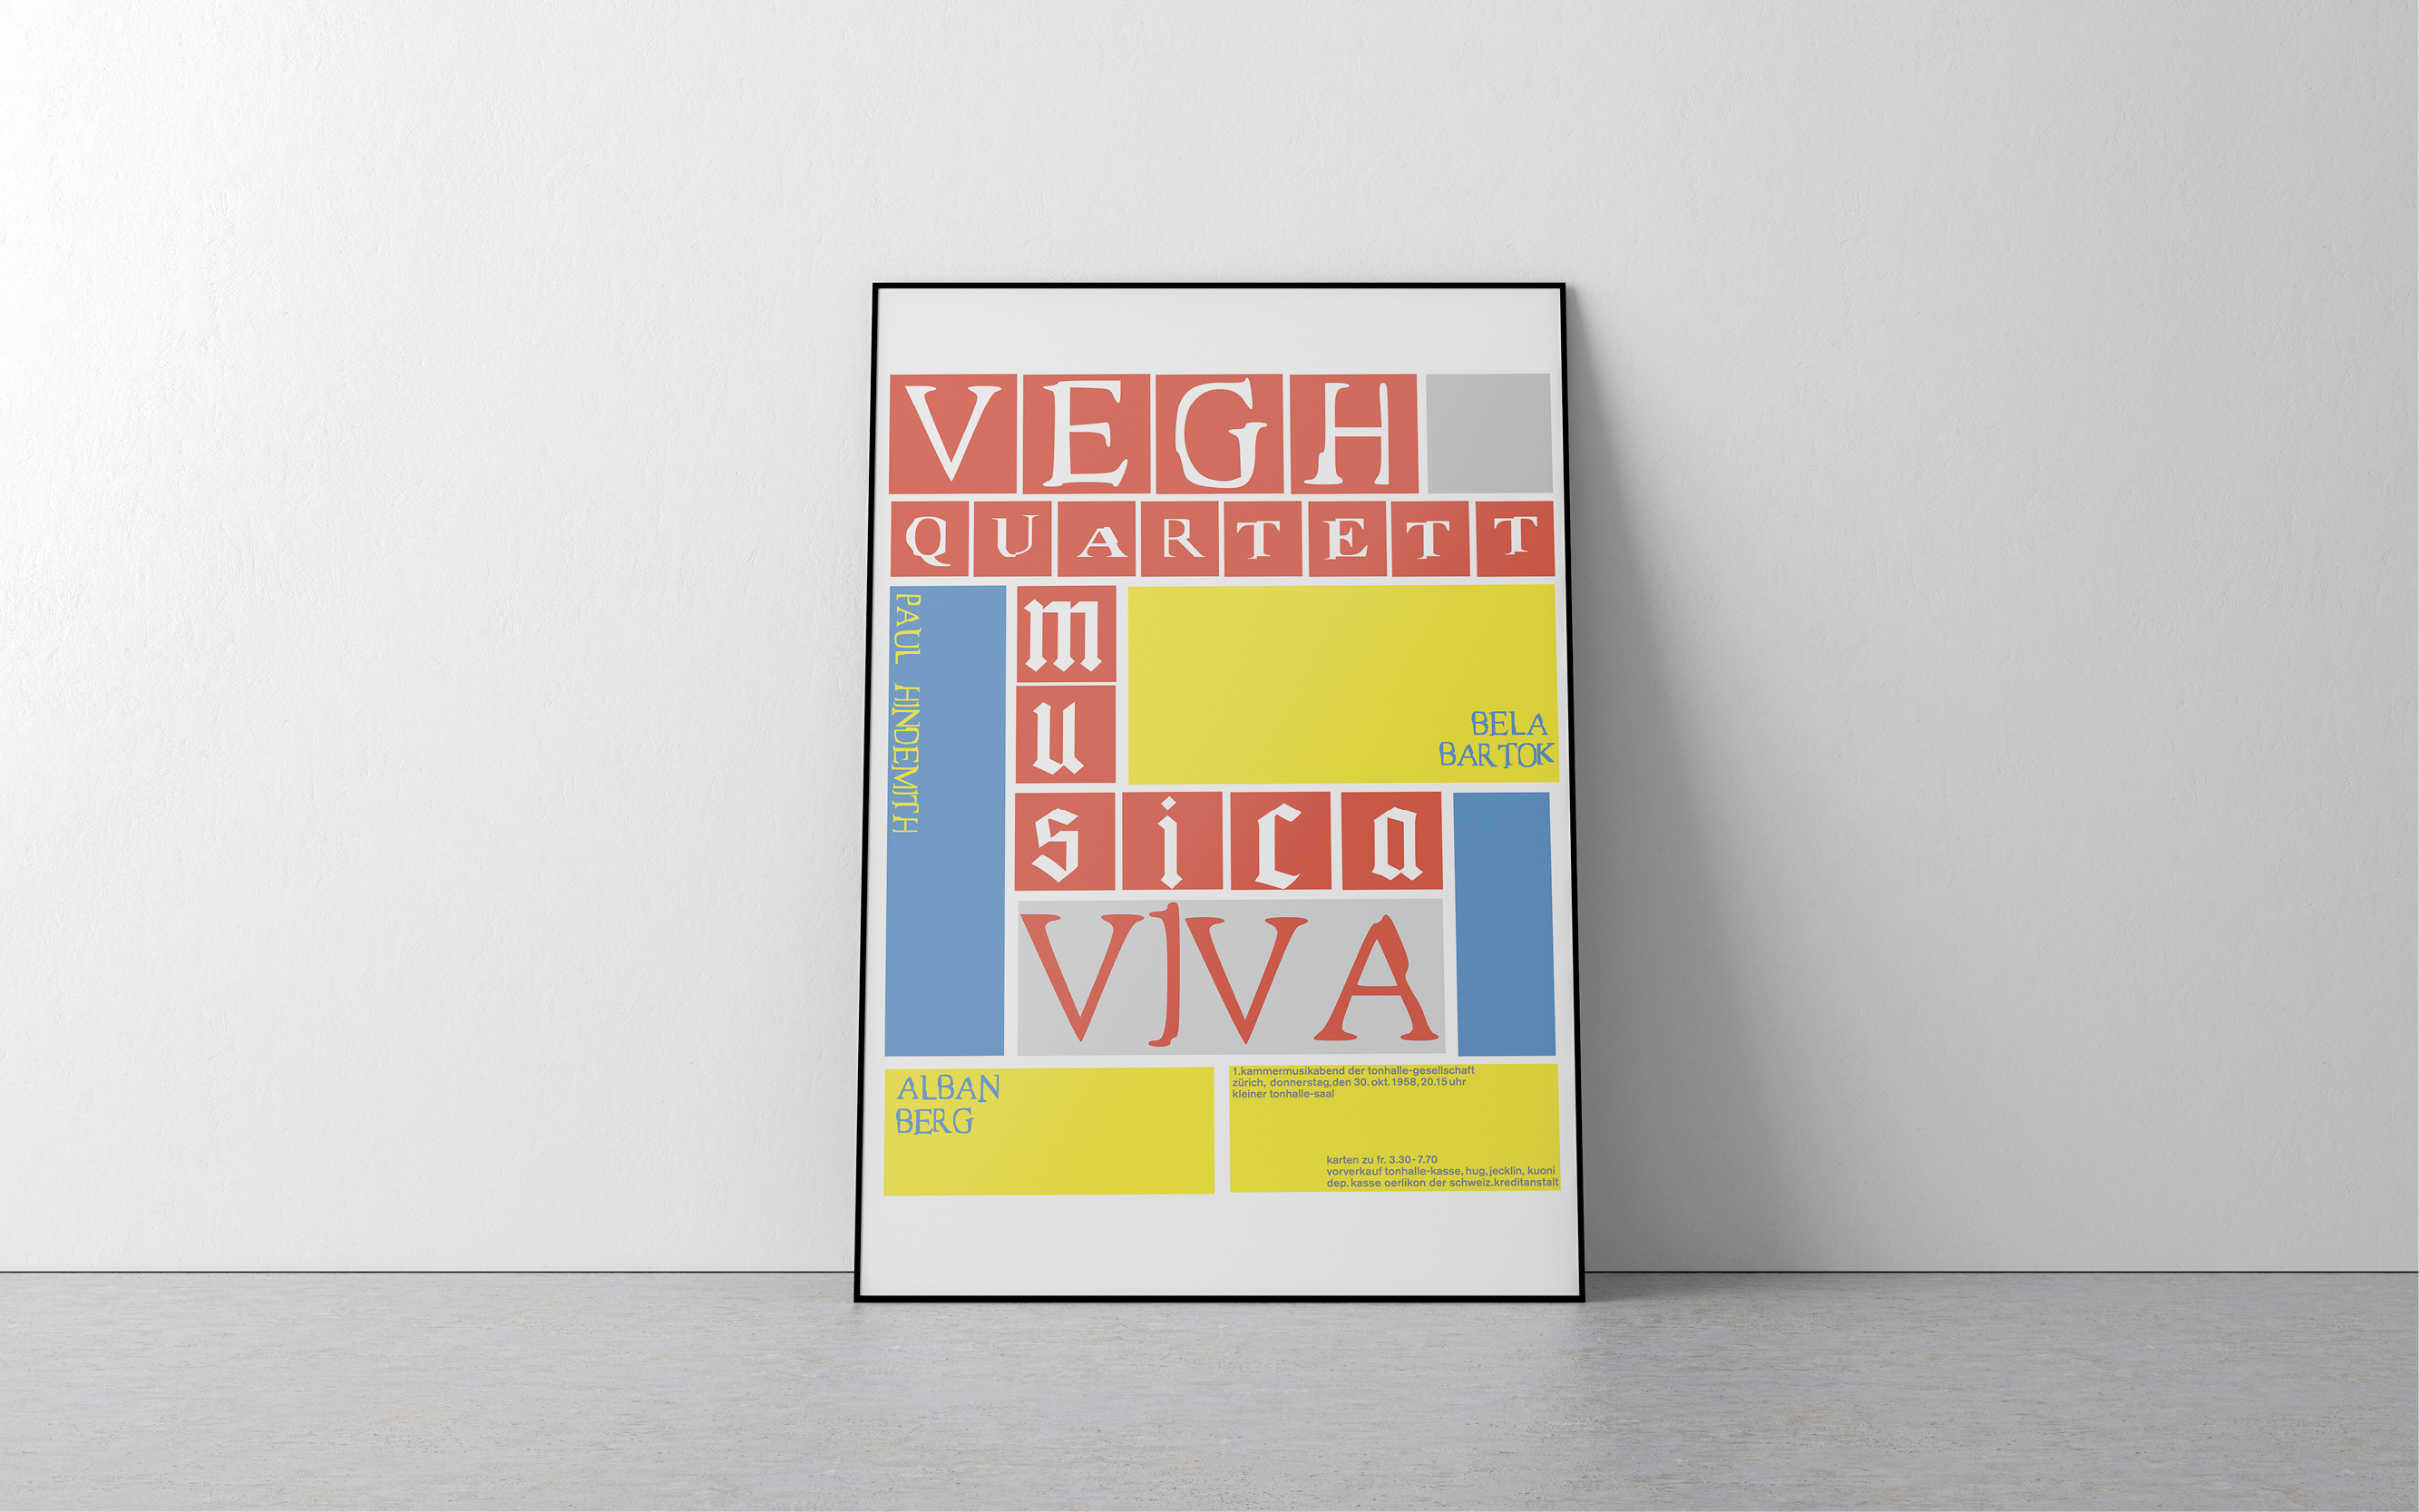 VEGH
QUARTETT
PAUL HINDEMITH
mu
sica
BELA
BARTOK
VIVA
ALBAN
BERG
1.kammermusikabend der tonhalle-gesellschaft
zürich, donnerstag,den 30. okt. 1958, 20.15 uhr
kleiner tonhalle-saal
karten zu fr. 3.30-7.70
vorverkauf tonhalle-kasse, hug, jecklin, kuoni
dep. kasse oerlikon der schweiz.kreditanstalt